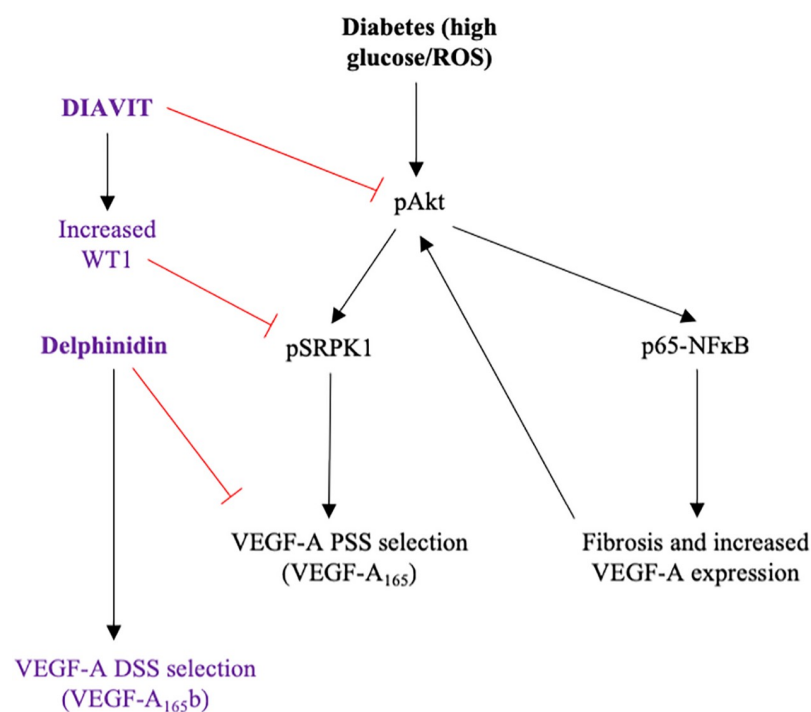 Diabetes (high
glucose/ROS)
DIAVIT
pAkt
Increased
WT1
Delphinidin
pSRPK1
p65-NFκB
VEGF-A PSS selection
(VEGF-A₁₆₅)
Fibrosis and increased
VEGF-A expression
VEGF-A DSS selection
(VEGF-A₁₆₅b)